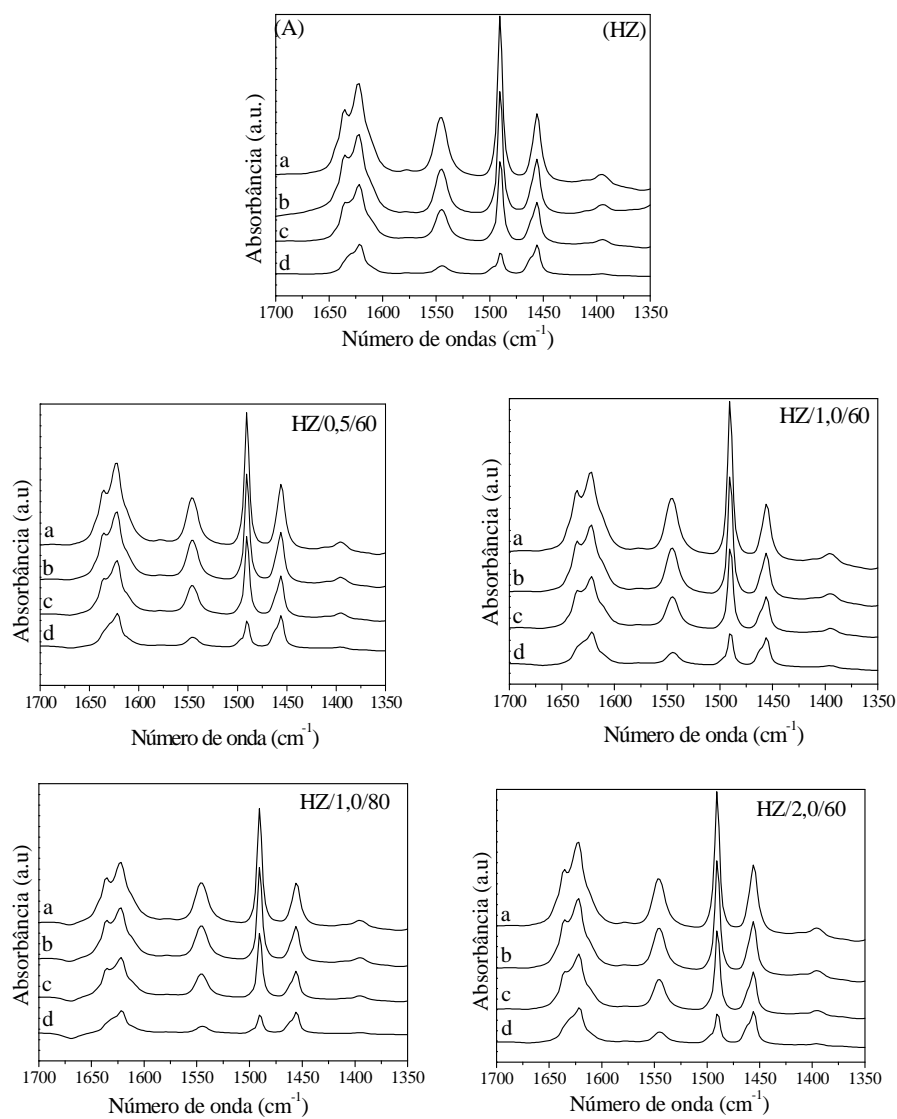 (A)
(HZ)
Absorbância (a.u.)
a
b
c
d
1700 1650 1600 1550 1500 1450 1400 1350
Número de ondas (cm-1)
HZ/0,5/60
Absorbância (a.u)
a
b
c
d
1700 1650 1600 1550 1500 1450 1400 1350
Número de onda (cm-1)
HZ/1,0/60
Absorbância (a.u)
a
b
c
d
1700 1650 1600 1550 1500 1450 1400 1350
Número de onda (cm-1)
HZ/1,0/80
Absorbância (a.u)
a
b
c
d
1700 1650 1600 1550 1500 1450 1400 1350
Número de onda (cm-1)
HZ/2,0/60
Absorbância (a.u)
a
b
c
d
1700 1650 1600 1550 1500 1450 1400 1350
Número de onda (cm-1)